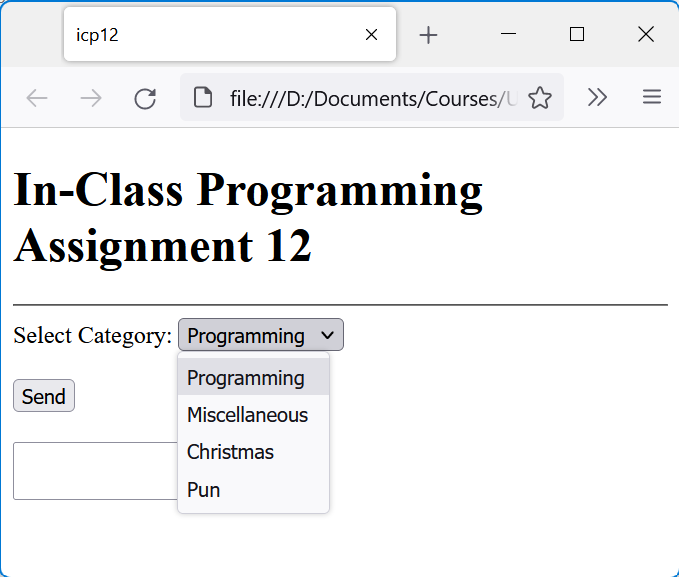 icp12
file:///D:/Documents/Courses/U
In-Class Programming
Assignment 12
Select Category: Programming
Programming
Send
Miscellaneous
Christmas
Pun